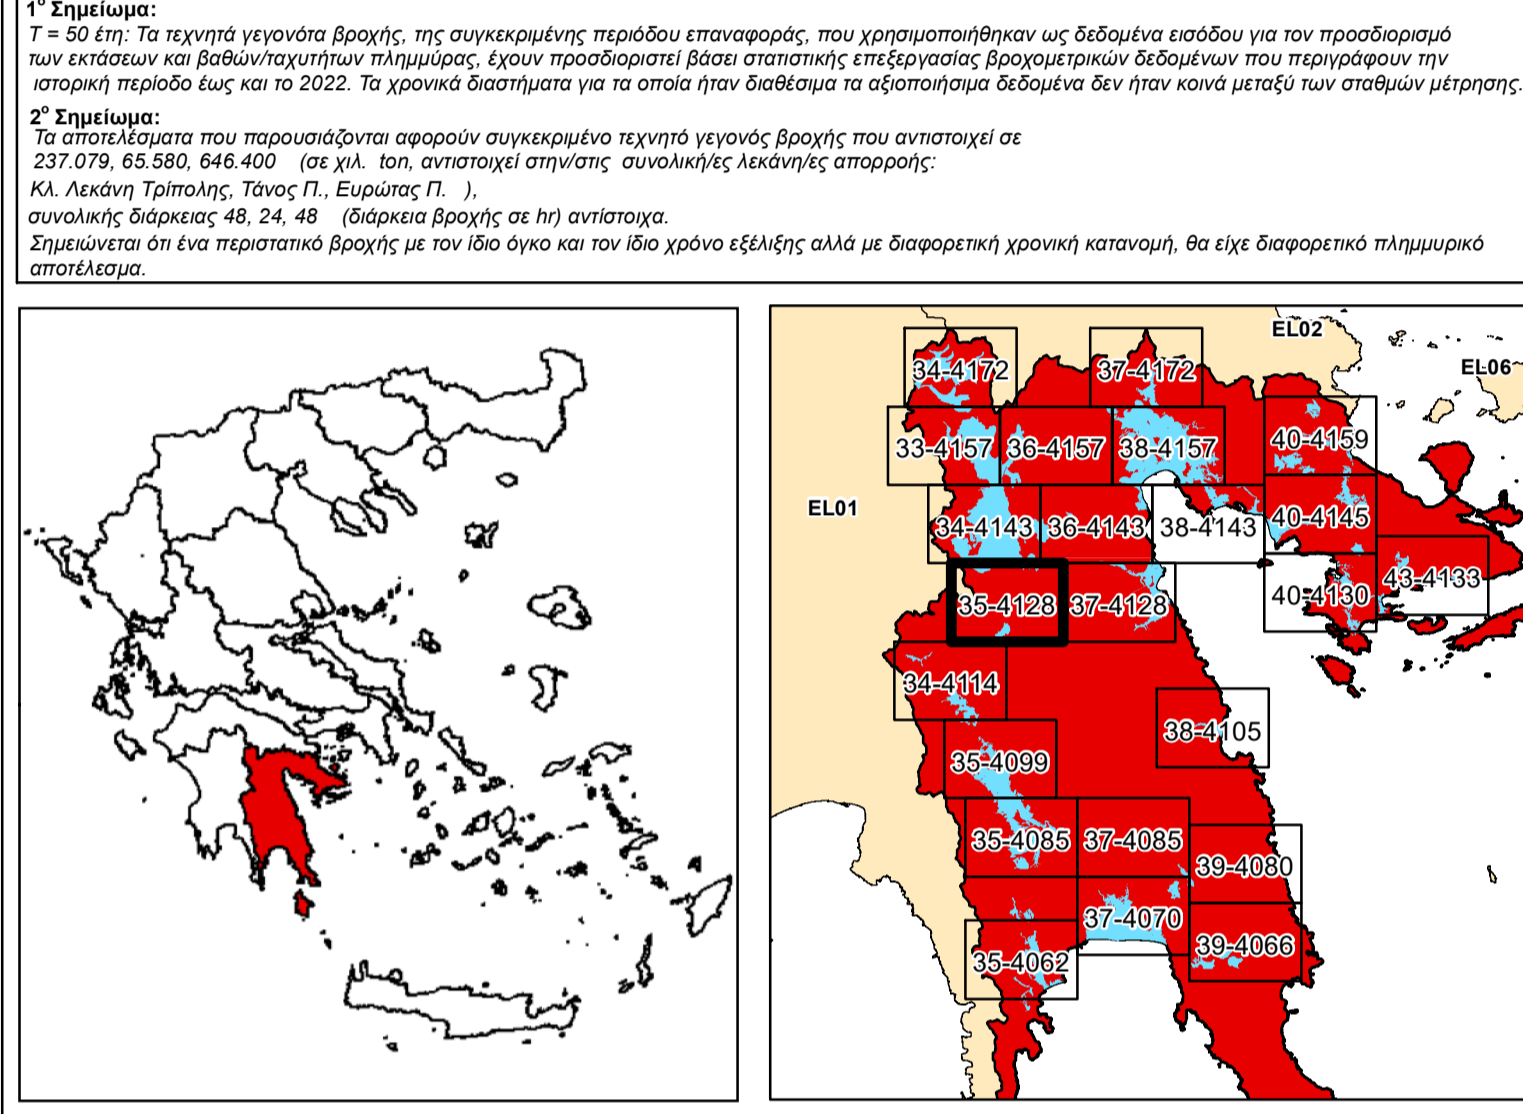 1ο Σημείωμα:
T = 50 έτη: Τα τεχνητά γεγονότα βροχής, της συγκεκριμένης περιόδου επαναφοράς, που χρησιμοποιήθηκαν ως δεδομένα εισόδου για τον προσδιορισμό
των εκτάσεων και βαθών/ταχυτήτων πλημμύρας, έχουν προσδιοριστεί βάσει στατιστικής επεξεργασίας βροχομετρικών δεδομένων που περιγράφουν την
ιστορική περίοδο έως και το 2022. Τα χρονικά διαστήματα για τα οποία ήταν διαθέσιμα τα αξιοποιήσιμα δεδομένα δεν ήταν κοινά μεταξύ των σταθμών μέτρησης.
2ο Σημείωμα:
Τα αποτελέσματα που παρουσιάζονται αφορούν συγκεκριμένο τεχνητό γεγονός βροχής που αντιστοιχεί σε
237.079, 65.580, 646.400 (σε χιλ. ton, αντιστοιχεί στην/στις συνολική/ες λεκάνη/ες απορροής:
Κλ. Λεκάνη Τρίπολης, Τάνος Π., Ευρώτας Π. ),
συνολικής διάρκειας 48, 24, 48 (διάρκεια βροχής σε hr) αντίστοιχα.
Σημειώνεται ότι ένα περιστατικό βροχής με τον ίδιο όγκο και τον ίδιο χρόνο εξέλιξης αλλά με διαφορετική χρονική κατανομή, θα είχε διαφορετικό πλημμυρικό
αποτέλεσμα.
EL02
EL06
34-4172
37-4172
33-4157
36-4157
38-4157
40-4159
EL01
34-4143
36-4143
38-4143
40-4145
35-4128
37-4128
40-4130
43-4133
34-4114
38-4105
35-4099
35-4085
37-4085
39-4080
37-4070
39-4066
35-4062